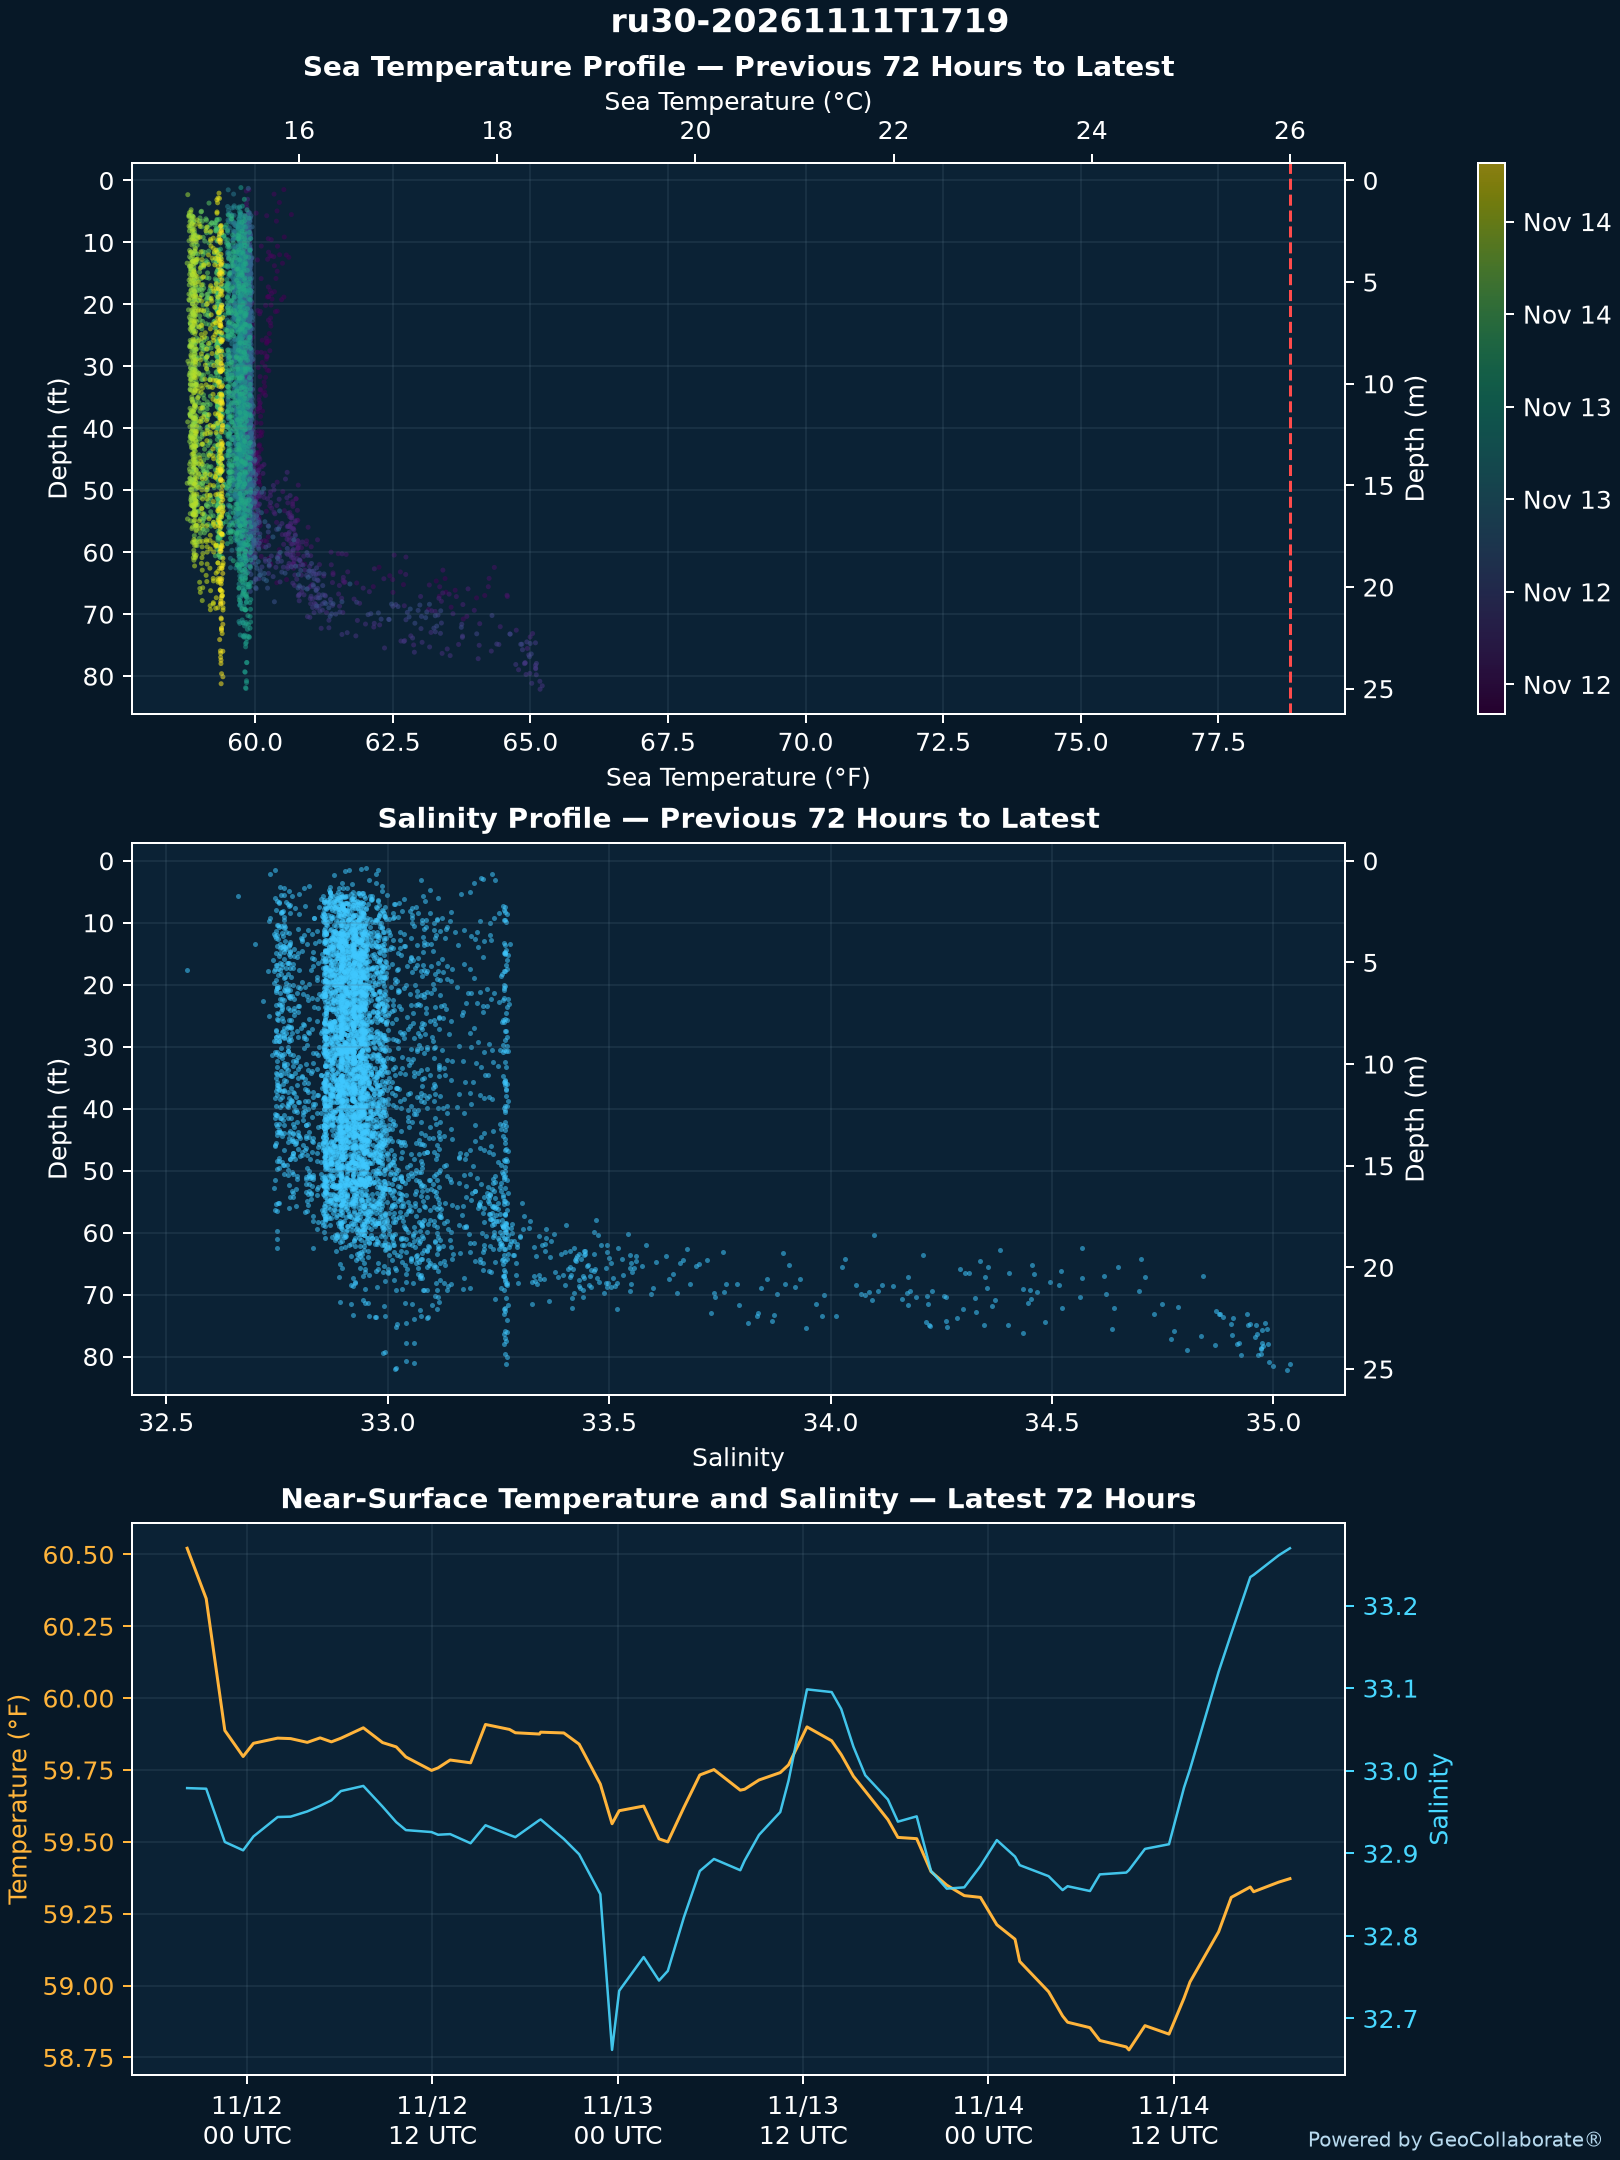 ru30-20261111T1719
Sea Temperature Profile — Previous 72 Hours to Latest
Sea Temperature (°C)
16 18 20 22 24 26
0 0
10
20 5
30
40 10
50 15
60 20
70
80 25
Depth (ft)
Depth (m)
Nov 14
Nov 14
Nov 13
Nov 13
Nov 12
Nov 12
60.0 62.5 65.0 67.5 70.0 72.5 75.0 77.5
Sea Temperature (°F)
Salinity Profile — Previous 72 Hours to Latest
0 0
10
20 5
30
40 10
50 15
60 20
70
80 25
Depth (ft)
Depth (m)
32.5 33.0 33.5 34.0 34.5 35.0
Salinity
Near-Surface Temperature and Salinity — Latest 72 Hours
60.50
60.25 33.2
60.00 33.1
59.75 33.0
59.50 32.9
59.25 32.8
59.00 32.7
58.75
Temperature (°F)
Salinity
11/12 11/12 11/13 11/13 11/14 11/14
00 UTC 12 UTC 00 UTC 12 UTC 00 UTC 12 UTC
Powered by GeoCollaborate®